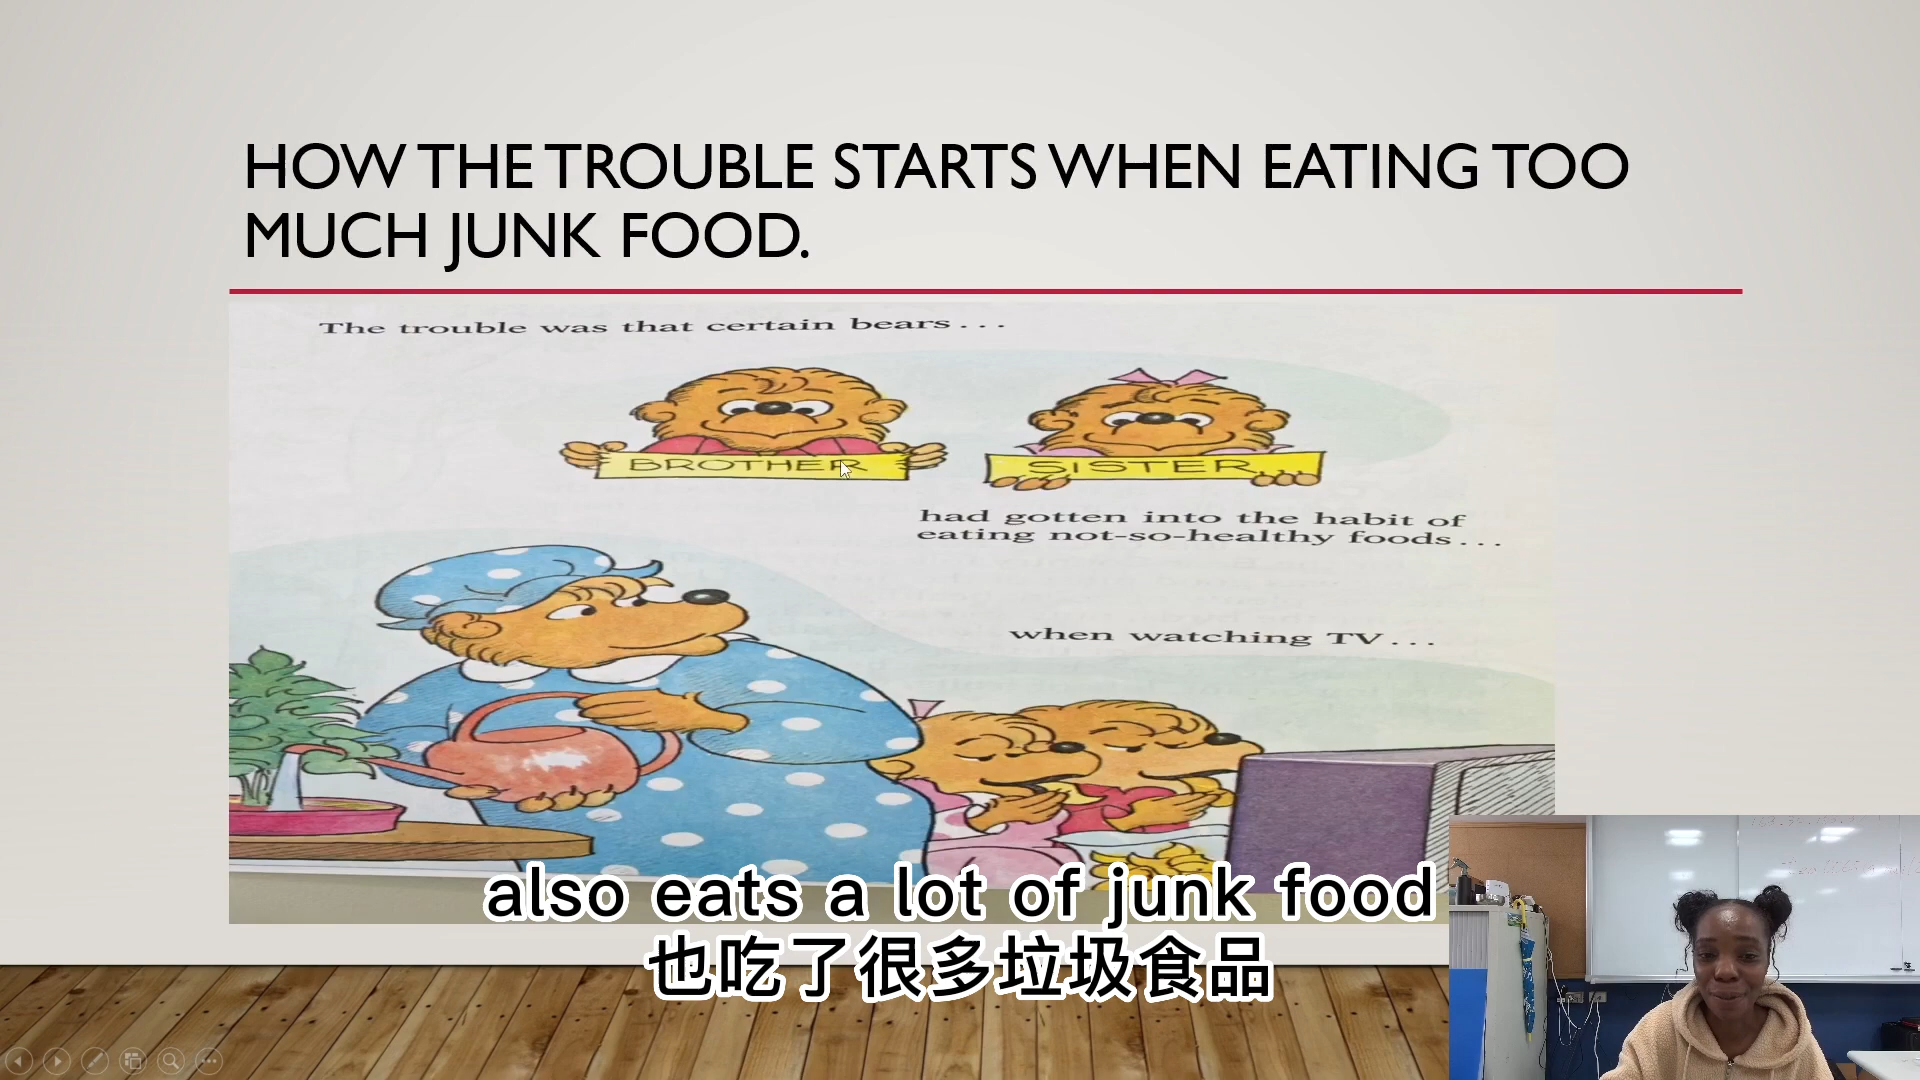 HOW THE TROUBLE STARTS WHEN EATING TOO
MUCH JUNK FOOD.
The trouble was that certain bears...
BROTHER
SISTER...
had gotten into the habit of
eating not-so-healthy foods...
when watching TV...
also eats a lot of junk food
也吃了很多垃圾食品